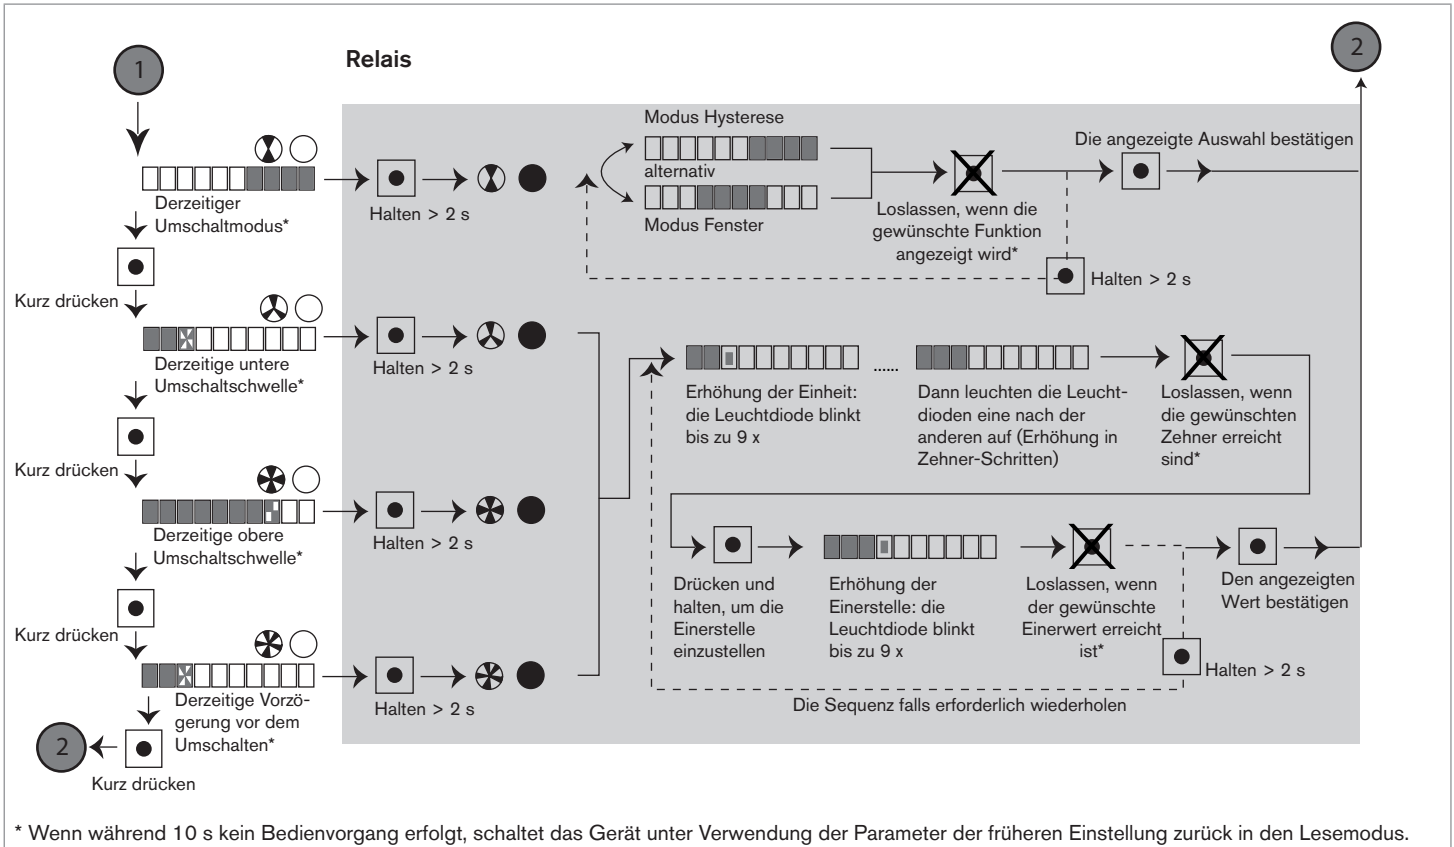 1
Relais
2
Modus Hysterese
alternativ
Modus Fenster
Die angezeigte Auswahl bestätigen
Derzeitiger
Umschaltmodus*
Halten > 2 s
Loslassen, wenn die
gewünschte Funktion
angezeigt wird*
Halten > 2 s
Kurz drücken
Derzeitige untere
Umschaltschwelle*
Halten > 2 s
Erhöhung der Einheit:
die Leuchtdiode blinkt
bis zu 9 x
......
Dann leuchten die Leucht-
dioden eine nach der
anderen auf (Erhöhung in
Zehner-Schritten)
Loslassen, wenn
die gewünschten
Zehner erreicht
sind*
Kurz drücken
Derzeitige obere
Umschaltschwelle*
Halten > 2 s
Drücken und
halten, um die
Einerstelle
einzustellen
Erhöhung der
Einerstelle: die
Leuchtdiode blinkt
bis zu 9 x
Loslassen, wenn
der gewünschte
Einerwert erreicht
ist*
Den angezeigten
Wert bestätigen
Kurz drücken
Derzeitige Vorzö-
gerung vor dem
Umschalten*
Halten > 2 s
Halten > 2 s
Die Sequenz falls erforderlich wiederholen
2
Kurz drücken
* Wenn während 10 s kein Bedienvorgang erfolgt, schaltet das Gerät unter Verwendung der Parameter der früheren Einstellung zurück in den Lesemodus.